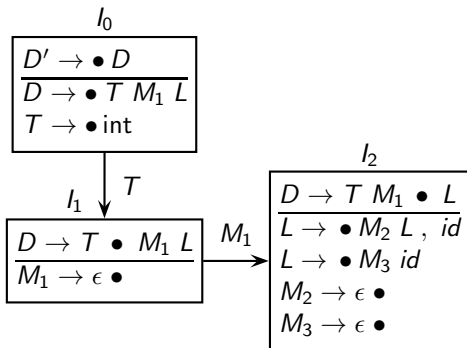 I₀
D′ → • D
D → • T M₁ L
T → • int
T
I₁
D → T • M₁ L
M₁ → ϵ •
M₁
I₂
D → T M₁ • L
L → • M₂ L , id
L → • M₃ id
M₂ → ϵ •
M₃ → ϵ •